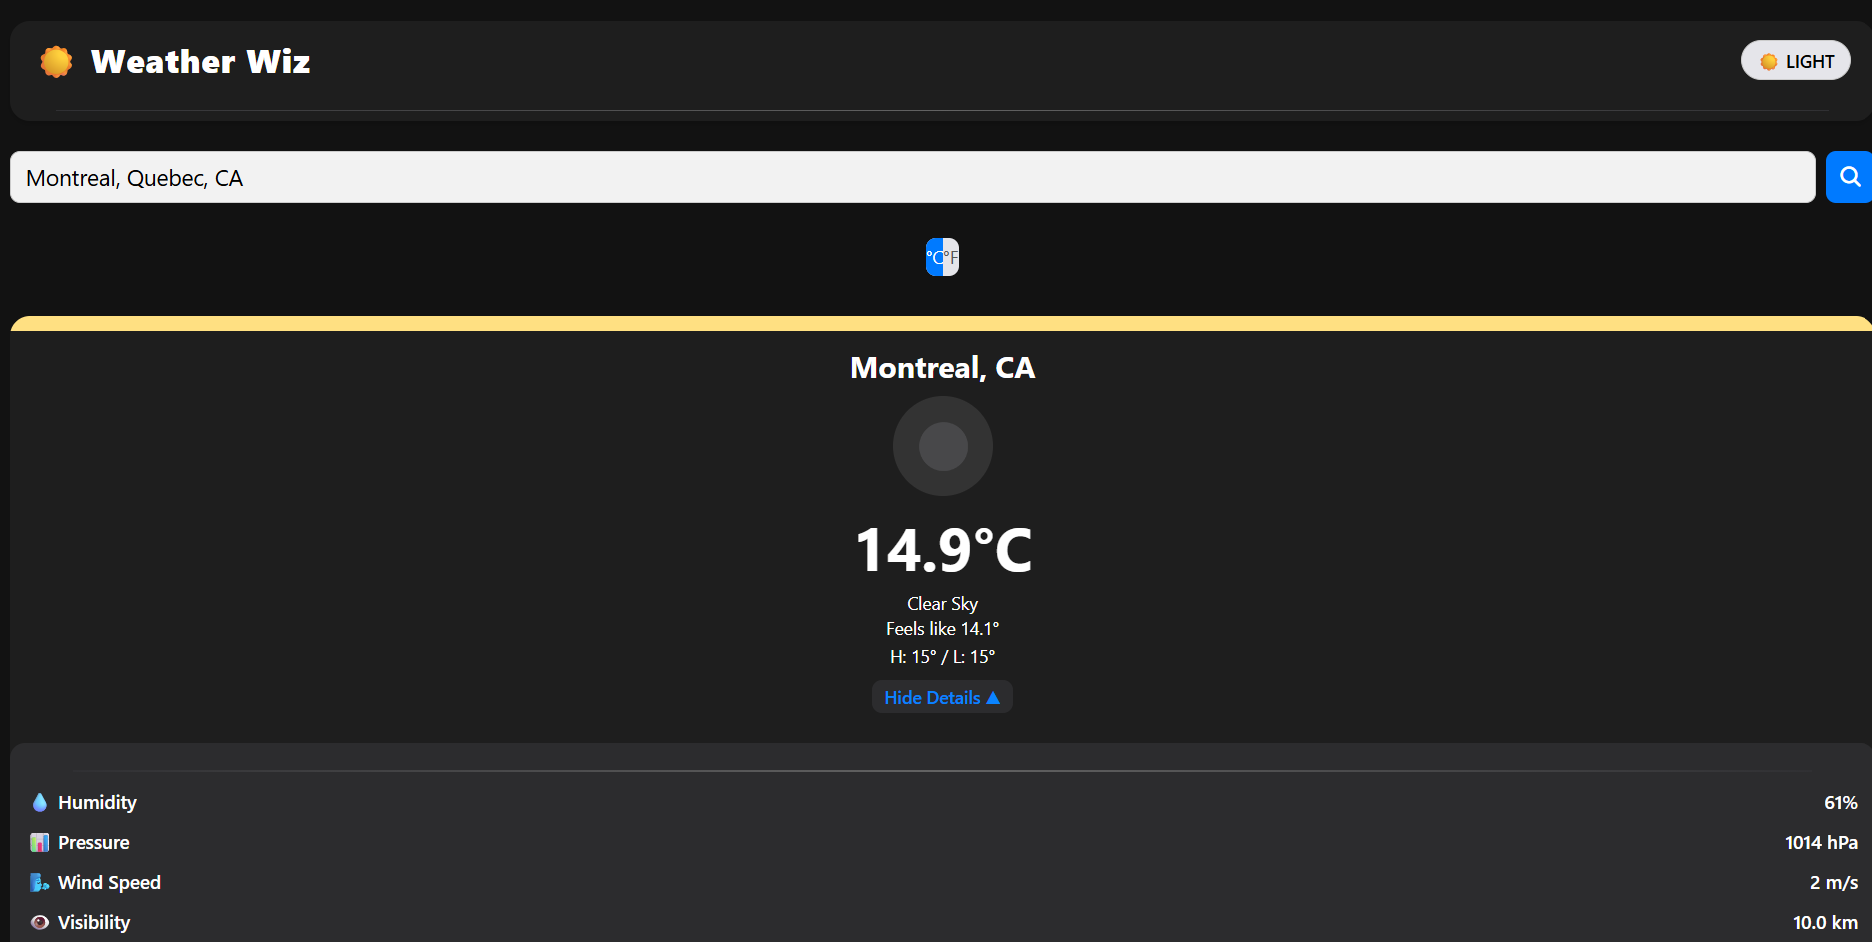 Weather Wiz
LIGHT
Montreal, Quebec, CA
°C°F
Montreal, CA
14.9°C
Clear Sky
Feels like 14.1°
H: 15° / L: 15°
Hide Details ▲
Humidity 61%
Pressure 1014 hPa
Wind Speed 2 m/s
Visibility 10.0 km